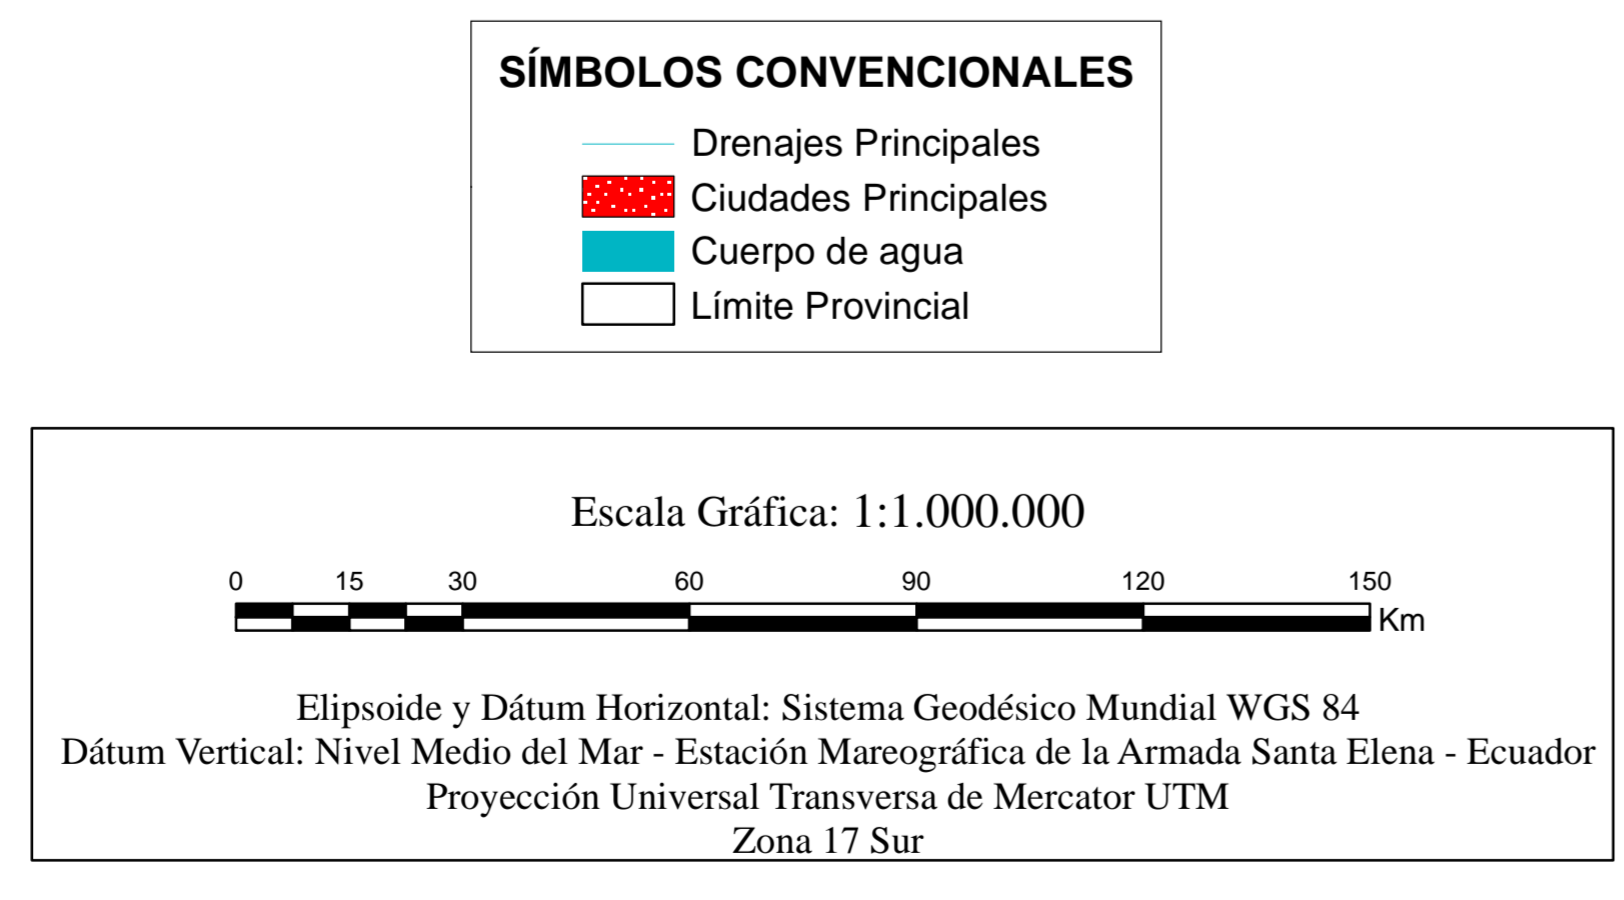 SÍMBOLOS CONVENCIONALES
Drenajes Principales
Ciudades Principales
Cuerpo de agua
Límite Provincial
Escala Gráfica: 1:1.000.000
0 15 30 60 90 120 150
Km
Elipsoide y Dátum Horizontal: Sistema Geodésico Mundial WGS 84
Dátum Vertical: Nivel Medio del Mar - Estación Mareográfica de la Armada Santa Elena - Ecuador
Proyección Universal Transversa de Mercator UTM
Zona 17 Sur